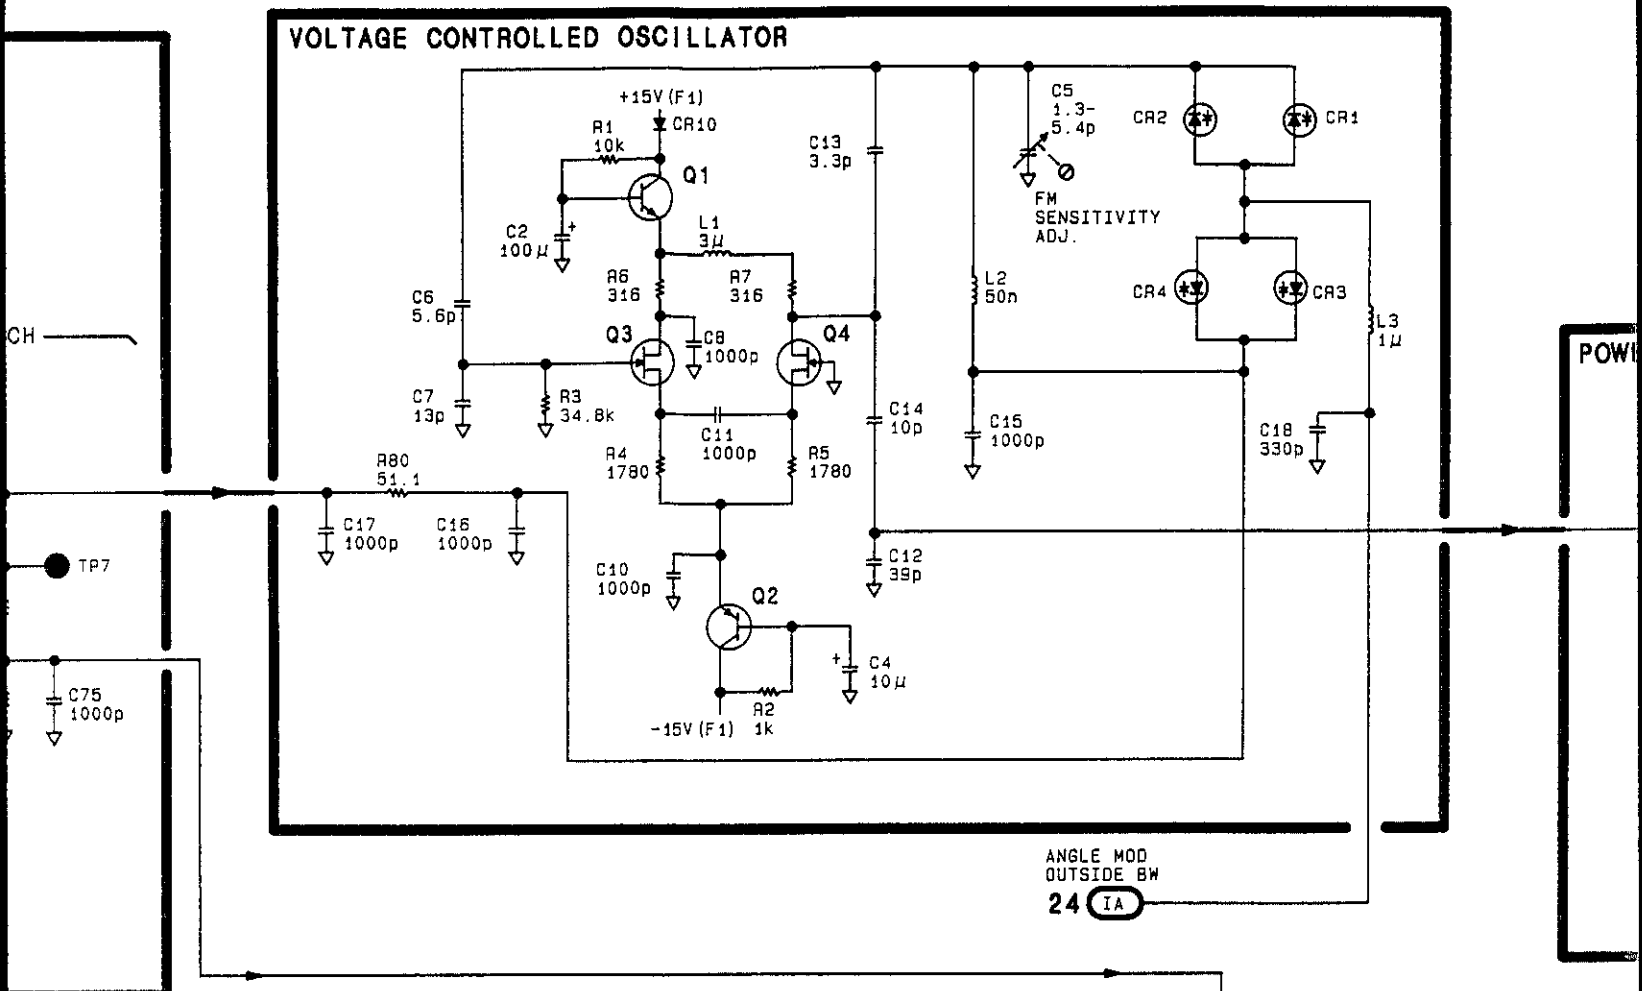 VOLTAGE CONTROLLED OSCILLATOR
+15V(F1)
CR10
R1
10k
Q1
C2
+
100µ
L1
3µ
R6
316
R7
316
C6
5.6p
Q3
C8
1000p
Q4
C13
3.3p
C5
1.3-
5.4p
FM
SENSITIVITY
ADJ.
CR2
CR1
L2
50n
CR4
CR3
L3
1µ
CH
POWE
C7
13p
R3
34.8k
C11
1000p
C14
10p
C15
1000p
C18
330p
R4
1780
R5
1780
R80
51.1
C17
1000p
C16
1000p
C10
1000p
C12
39p
TP7
Q2
+
C4
10µ
R2
1k
-15V(F1)
C75
1000p
ANGLE MOD
OUTSIDE BW
24 IA